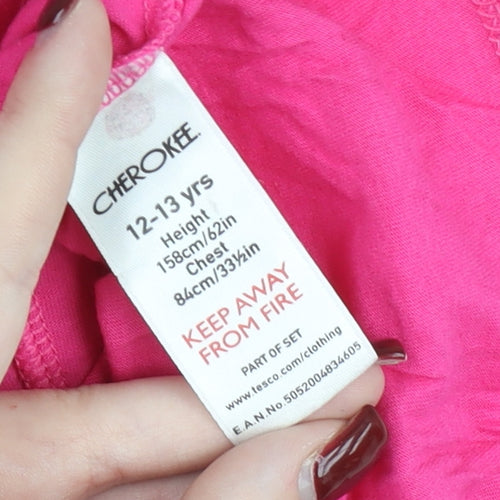 CHEROKEE.
12-13 yrs
Height
158cm/62in
Chest
84cm/33½in
KEEP AWAY
FROM FIRE
PART OF SET
www.tesco.com/clothing
E.A.N.No.5052004834605